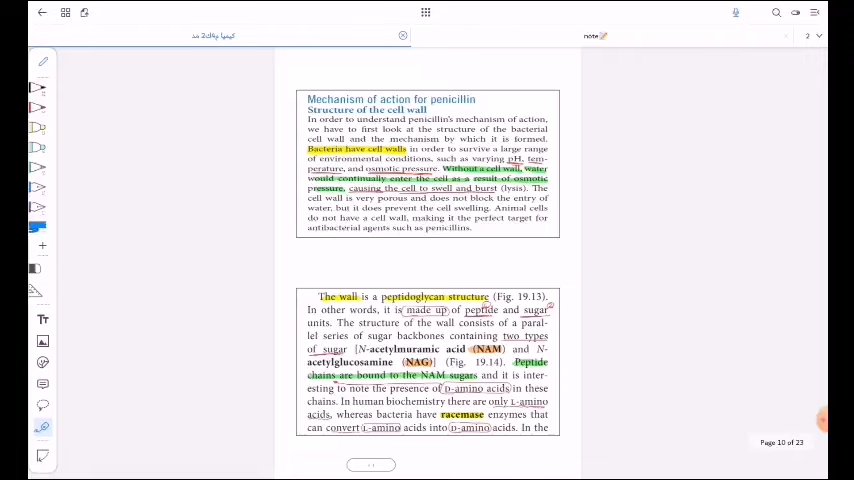 كيميا م4ك2 مد
note📝
2
Mechanism of action for penicillin
Structure of the cell wall
In order to understand penicillin's mechanism of action,
we have to first look at the structure of the bacterial
cell wall and the mechanism by which it is formed.
Bacteria have cell walls in order to survive a large range
of environmental conditions, such as varying pH, tem-
perature, and osmotic pressure. Without a cell wall, water
would continually enter the cell as a result of osmotic
pressure, causing the cell to swell and burst (lysis). The
cell wall is very porous and does not block the entry of
water, but it does prevent the cell swelling. Animal cells
do not have a cell wall, making it the perfect target for
antibacterial agents such as penicillins.
The wall is a peptidoglycan structure (Fig. 19.13).
In other words, it is made up of peptide and sugar
units. The structure of the wall consists of a paral-
lel series of sugar backbones containing two types
of sugar [N-acetylmuramic acid (NAM) and N-
acetylglucosamine (NAG)] (Fig. 19.14). Peptide
chains are bound to the NAM sugars and it is inter-
esting to note the presence of D-amino acids in these
chains. In human biochemistry there are only L-amino
acids, whereas bacteria have racemase enzymes that
can convert L-amino acids into D-amino acids. In the
Page 10 of 23
Tт